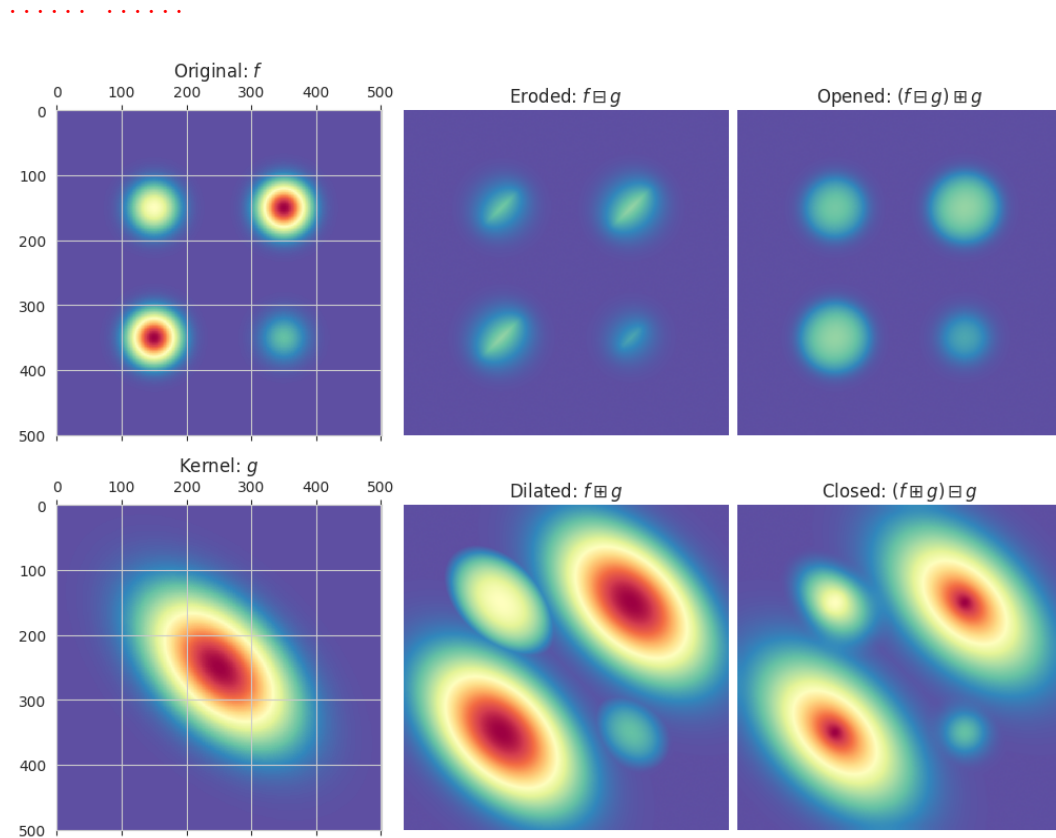 Original: f
0 100 200 300 400 500
0
100
200
300
400
500
Eroded: f ⊟ g
Opened: (f ⊟ g) ⊞ g
Kernel: g
0 100 200 300 400 500
0
100
200
300
400
500
Dilated: f ⊞ g
Closed: (f ⊞ g) ⊟ g